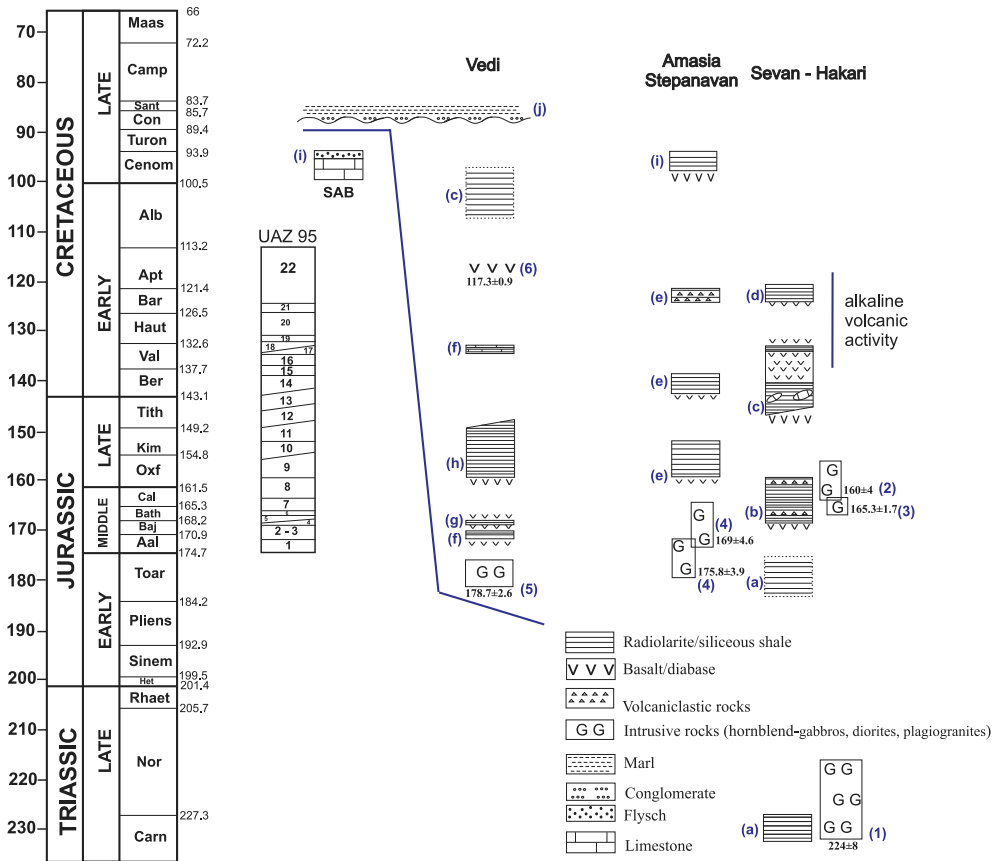 66
70
80
90
100
110
120
130
140
150
160
170
180
190
200
210
220
230
CRETACEOUS
JURASSIC
TRIASSIC
LATE
EARLY
LATE
MIDDLE
EARLY
LATE
Maas
72.2
Camp
83.7
Sant
85.7
Con
89.4
Turon
93.9
Cenom
100.5
Alb
113.2
Apt
121.4
Bar
126.5
Haut
132.6
Val
137.7
Ber
143.1
Tith
149.2
Kim
154.8
Oxf
161.5
Cal
165.3
Bath
168.2
Baj
170.9
Aal
174.7
Toar
184.2
Pliens
192.9
Sinem
199.5
Het
201.4
Rhaet
205.7
Nor
227.3
Carn
UAZ 95
22
21
20
19
18 17
16
15
14
13
12
11
10
9
8
7
6
5 4
2 - 3
1
(i)
SAB
Vedi
(j)
(c)
V V V (6)
117.3±0.9
(f)
(h)
(g)
(f)
G G
178.7±2.6 (5)
Amasia
Stepanavan
(i)
(e)
(e)
(e)
G (4)
G 169±4.6
G
G 175.8±3.9
(4)
Sevan - Hakari
(d)
alkaline
volcanic
activity
(c)
(b)
G
G (2)
160±4
G 165.3±1.7 (3)
(a)
(a)
G G
G G
G G (1)
224±8
Radiolarite/siliceous shale
V V V Basalt/diabase
Volcaniclastic rocks
G G Intrusive rocks (hornblend-gabbros, diorites, plagiogranites)
Marl
Conglomerate
Flysch
Limestone